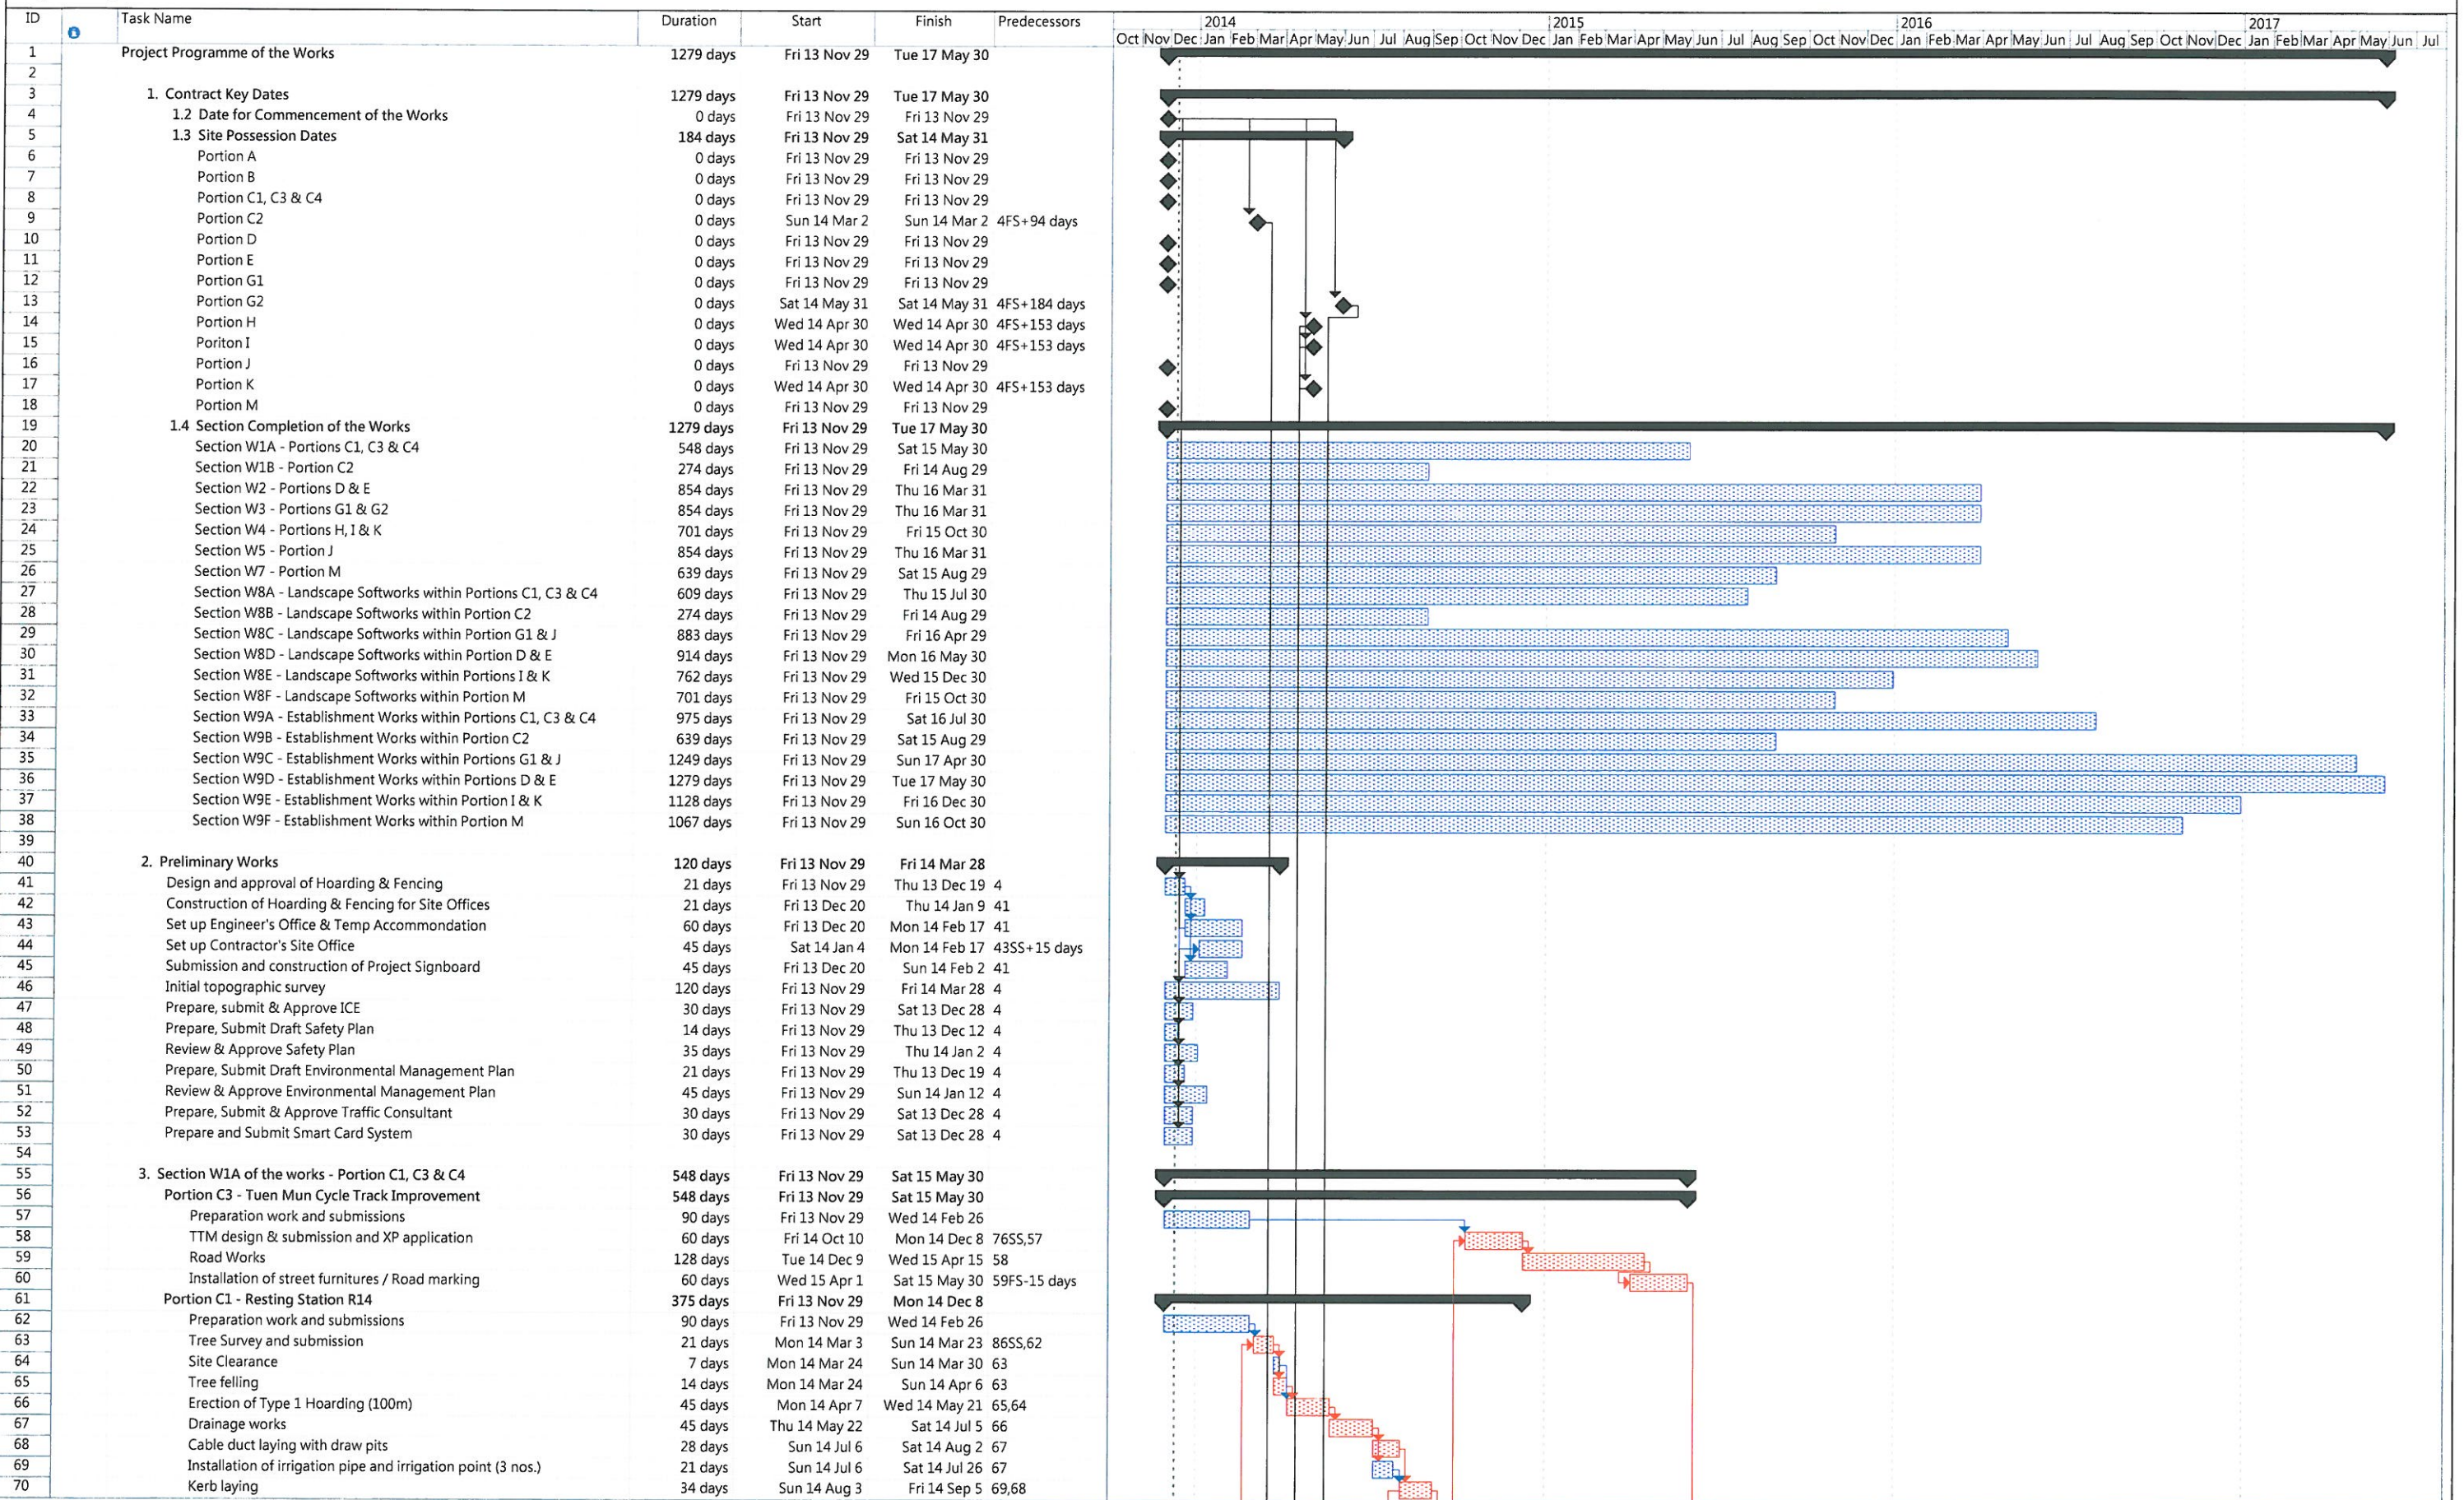 ID Task Name Duration Start Finish Predecessors 2014 2015 2016 2017
Oct Nov Dec Jan Feb Mar Apr May Jun Jul Aug Sep Oct Nov Dec Jan Feb Mar Apr May Jun Jul Aug Sep Oct Nov Dec Jan Feb Mar Apr May Jun Jul Aug Sep Oct Nov Dec Jan Feb Mar Apr May Jun Jul
1 Project Programme of the Works 1279 days Fri 13 Nov 29 Tue 17 May 30
2
3 1. Contract Key Dates 1279 days Fri 13 Nov 29 Tue 17 May 30
4 1.2 Date for Commencement of the Works 0 days Fri 13 Nov 29 Fri 13 Nov 29
5 1.3 Site Possession Dates 184 days Fri 13 Nov 29 Sat 14 May 31
6 Portion A 0 days Fri 13 Nov 29 Fri 13 Nov 29
7 Portion B 0 days Fri 13 Nov 29 Fri 13 Nov 29
8 Portion C1, C3 & C4 0 days Fri 13 Nov 29 Fri 13 Nov 29
9 Portion C2 0 days Sun 14 Mar 2 Sun 14 Mar 2 4FS+94 days
10 Portion D 0 days Fri 13 Nov 29 Fri 13 Nov 29
11 Portion E 0 days Fri 13 Nov 29 Fri 13 Nov 29
12 Portion G1 0 days Fri 13 Nov 29 Fri 13 Nov 29
13 Portion G2 0 days Sat 14 May 31 Sat 14 May 31 4FS+184 days
14 Portion H 0 days Wed 14 Apr 30 Wed 14 Apr 30 4FS+153 days
15 Poriton I 0 days Wed 14 Apr 30 Wed 14 Apr 30 4FS+153 days
16 Portion J 0 days Fri 13 Nov 29 Fri 13 Nov 29
17 Portion K 0 days Wed 14 Apr 30 Wed 14 Apr 30 4FS+153 days
18 Portion M 0 days Fri 13 Nov 29 Fri 13 Nov 29
19 1.4 Section Completion of the Works 1279 days Fri 13 Nov 29 Tue 17 May 30
20 Section W1A - Portions C1, C3 & C4 548 days Fri 13 Nov 29 Sat 15 May 30
21 Section W1B - Portion C2 274 days Fri 13 Nov 29 Fri 14 Aug 29
22 Section W2 - Portions D & E 854 days Fri 13 Nov 29 Thu 16 Mar 31
23 Section W3 - Portions G1 & G2 854 days Fri 13 Nov 29 Thu 16 Mar 31
24 Section W4 - Portions H, I & K 701 days Fri 13 Nov 29 Fri 15 Oct 30
25 Section W5 - Portion J 854 days Fri 13 Nov 29 Thu 16 Mar 31
26 Section W7 - Portion M 639 days Fri 13 Nov 29 Sat 15 Aug 29
27 Section W8A - Landscape Softworks within Portions C1, C3 & C4 609 days Fri 13 Nov 29 Thu 15 Jul 30
28 Section W8B - Landscape Softworks within Portion C2 274 days Fri 13 Nov 29 Fri 14 Aug 29
29 Section W8C - Landscape Softworks within Portion G1 & J 883 days Fri 13 Nov 29 Fri 16 Apr 29
30 Section W8D - Landscape Softworks within Portion D & E 914 days Fri 13 Nov 29 Mon 16 May 30
31 Section W8E - Landscape Softworks within Portions I & K 762 days Fri 13 Nov 29 Wed 15 Dec 30
32 Section W8F - Landscape Softworks within Portion M 701 days Fri 13 Nov 29 Fri 15 Oct 30
33 Section W9A - Establishment Works within Portions C1, C3 & C4 975 days Fri 13 Nov 29 Sat 16 Jul 30
34 Section W9B - Establishment Works within Portion C2 639 days Fri 13 Nov 29 Sat 15 Aug 29
35 Section W9C - Establishment Works within Portions G1 & J 1249 days Fri 13 Nov 29 Sun 17 Apr 30
36 Section W9D - Establishment Works within Portions D & E 1279 days Fri 13 Nov 29 Tue 17 May 30
37 Section W9E - Establishment Works within Portion I & K 1128 days Fri 13 Nov 29 Fri 16 Dec 30
38 Section W9F - Establishment Works within Portion M 1067 days Fri 13 Nov 29 Sun 16 Oct 30
39
40 2. Preliminary Works 120 days Fri 13 Nov 29 Fri 14 Mar 28
41 Design and approval of Hoarding & Fencing 21 days Fri 13 Nov 29 Thu 13 Dec 19 4
42 Construction of Hoarding & Fencing for Site Offices 21 days Fri 13 Dec 20 Thu 14 Jan 9 41
43 Set up Engineer's Office & Temp Accommondation 60 days Fri 13 Dec 20 Mon 14 Feb 17 41
44 Set up Contractor's Site Office 45 days Sat 14 Jan 4 Mon 14 Feb 17 43SS+15 days
45 Submission and construction of Project Signboard 45 days Fri 13 Dec 20 Sun 14 Feb 2 41
46 Initial topographic survey 120 days Fri 13 Nov 29 Fri 14 Mar 28 4
47 Prepare, submit & Approve ICE 30 days Fri 13 Nov 29 Sat 13 Dec 28 4
48 Prepare, Submit Draft Safety Plan 14 days Fri 13 Nov 29 Thu 13 Dec 12 4
49 Review & Approve Safety Plan 35 days Fri 13 Nov 29 Thu 14 Jan 2 4
50 Prepare, Submit Draft Environmental Management Plan 21 days Fri 13 Nov 29 Thu 13 Dec 19 4
51 Review & Approve Environmental Management Plan 45 days Fri 13 Nov 29 Sun 14 Jan 12 4
52 Prepare, Submit & Approve Traffic Consultant 30 days Fri 13 Nov 29 Sat 13 Dec 28 4
53 Prepare and Submit Smart Card System 30 days Fri 13 Nov 29 Sat 13 Dec 28 4
54
55 3. Section W1A of the works - Portion C1, C3 & C4 548 days Fri 13 Nov 29 Sat 15 May 30
56 Portion C3 - Tuen Mun Cycle Track Improvement 548 days Fri 13 Nov 29 Sat 15 May 30
57 Preparation work and submissions 90 days Fri 13 Nov 29 Wed 14 Feb 26
58 TTM design & submission and XP application 60 days Fri 14 Oct 10 Mon 14 Dec 8 76SS,57
59 Road Works 128 days Tue 14 Dec 9 Wed 15 Apr 15 58
60 Installation of street furnitures / Road marking 60 days Wed 15 Apr 1 Sat 15 May 30 59FS-15 days
61 Portion C1 - Resting Station R14 375 days Fri 13 Nov 29 Mon 14 Dec 8
62 Preparation work and submissions 90 days Fri 13 Nov 29 Wed 14 Feb 26
63 Tree Survey and submission 21 days Mon 14 Mar 3 Sun 14 Mar 23 86SS,62
64 Site Clearance 7 days Mon 14 Mar 24 Sun 14 Mar 30 63
65 Tree felling 14 days Mon 14 Mar 24 Sun 14 Apr 6 63
66 Erection of Type 1 Hoarding (100m) 45 days Mon 14 Apr 7 Wed 14 May 21 65,64
67 Drainage works 45 days Thu 14 May 22 Sat 14 Jul 5 66
68 Cable duct laying with draw pits 28 days Sun 14 Jul 6 Sat 14 Aug 2 67
69 Installation of irrigation pipe and irrigation point (3 nos.) 21 days Sun 14 Jul 6 Sat 14 Jul 26 67
70 Kerb laying 34 days Sun 14 Aug 3 Fri 14 Sep 5 69,68